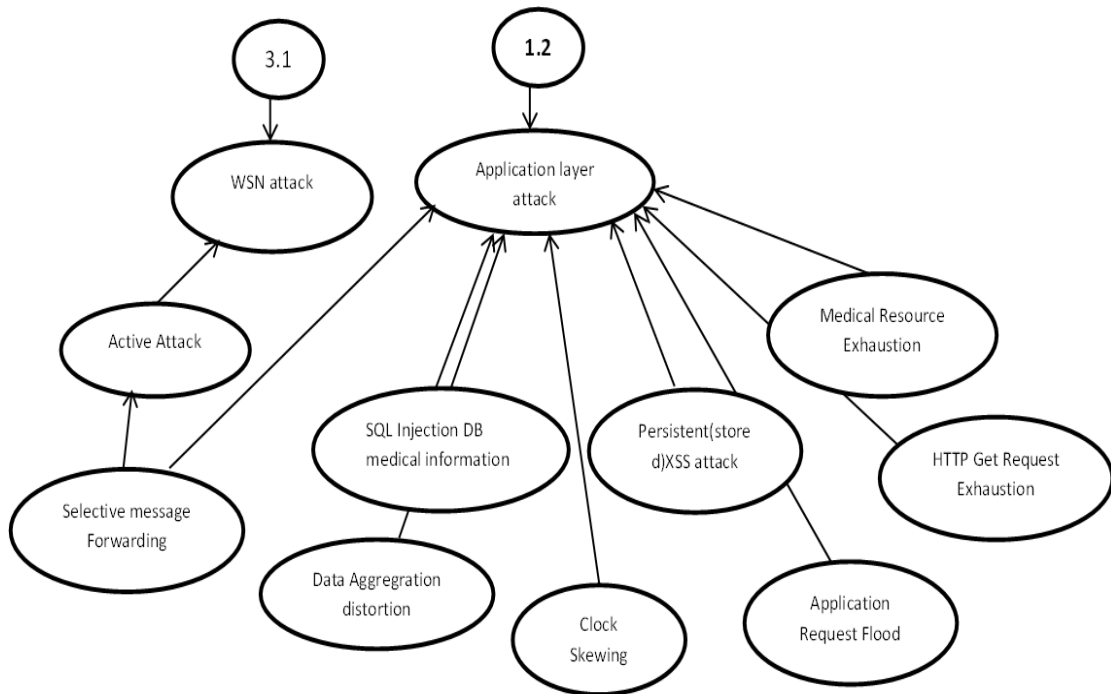 3.1
1.2
WSN attack
Application layer
attack
Active Attack
Medical Resource
Exhaustion
SQL Injection DB
medical information
Persistent(store
d)XSS attack
HTTP Get Request
Exhaustion
Selective message
Forwarding
Data Aggregration
distortion
Clock
Skewing
Application
Request Flood